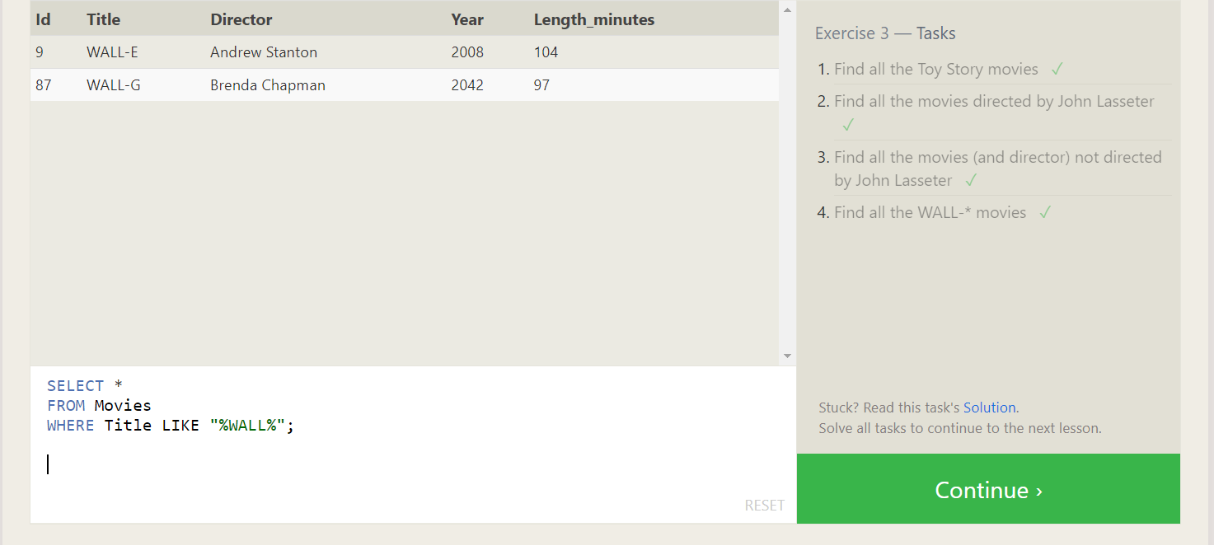 Id Title Director Year Length_minutes
9 WALL-E Andrew Stanton 2008 104
87 WALL-G Brenda Chapman 2042 97
SELECT *
FROM Movies
WHERE Title LIKE "%WALL%";
RESET
Exercise 3 — Tasks
1. Find all the Toy Story movies ✓
2. Find all the movies directed by John Lasseter
✓
3. Find all the movies (and director) not directed
by John Lasseter ✓
4. Find all the WALL-* movies ✓
Stuck? Read this task's Solution.
Solve all tasks to continue to the next lesson.
Continue ›